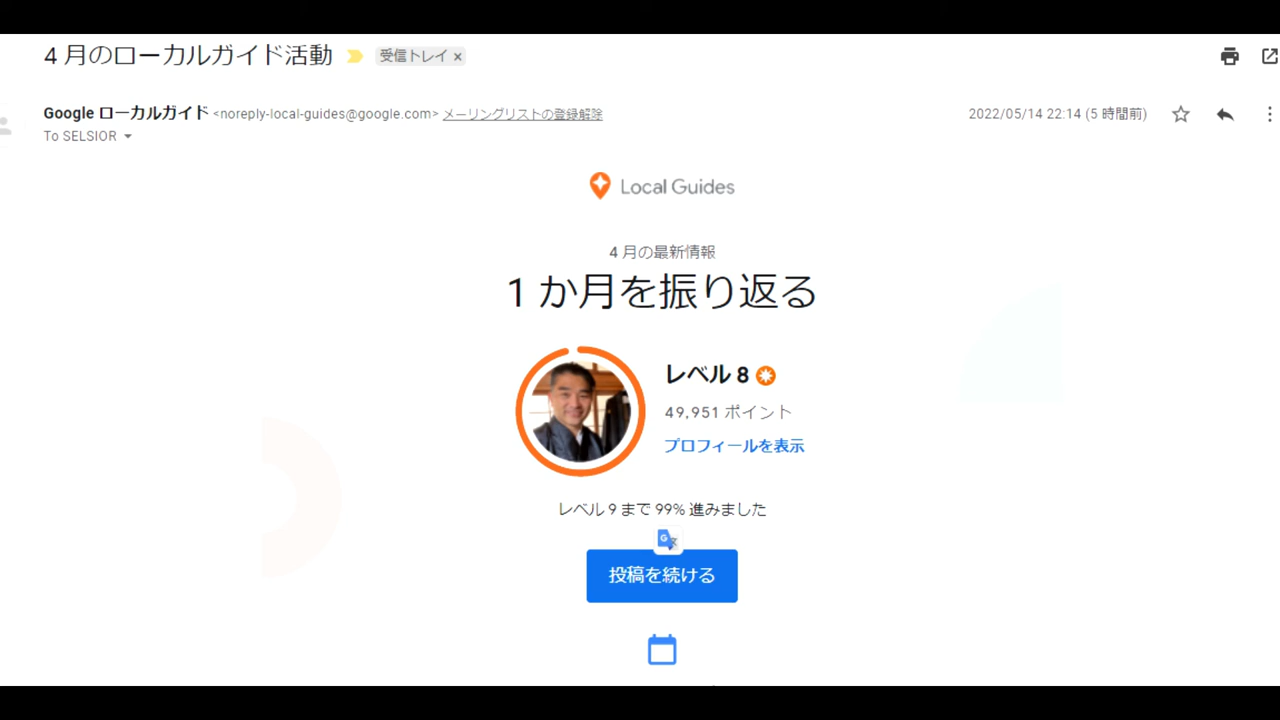 4 月のローカルガイド活動 受信トレイ ×
Google ローカルガイド <noreply-local-guides@google.com> メーリングリストの登録解除 2022/05/14 22:14 (5 時間前)
To SELSIOR
Local Guides
4 月の最新情報
1 か月を振り返る
レベル 8
49,951 ポイント
プロフィールを表示
レベル 9 まで 99% 進みました
G 文
投稿を続ける